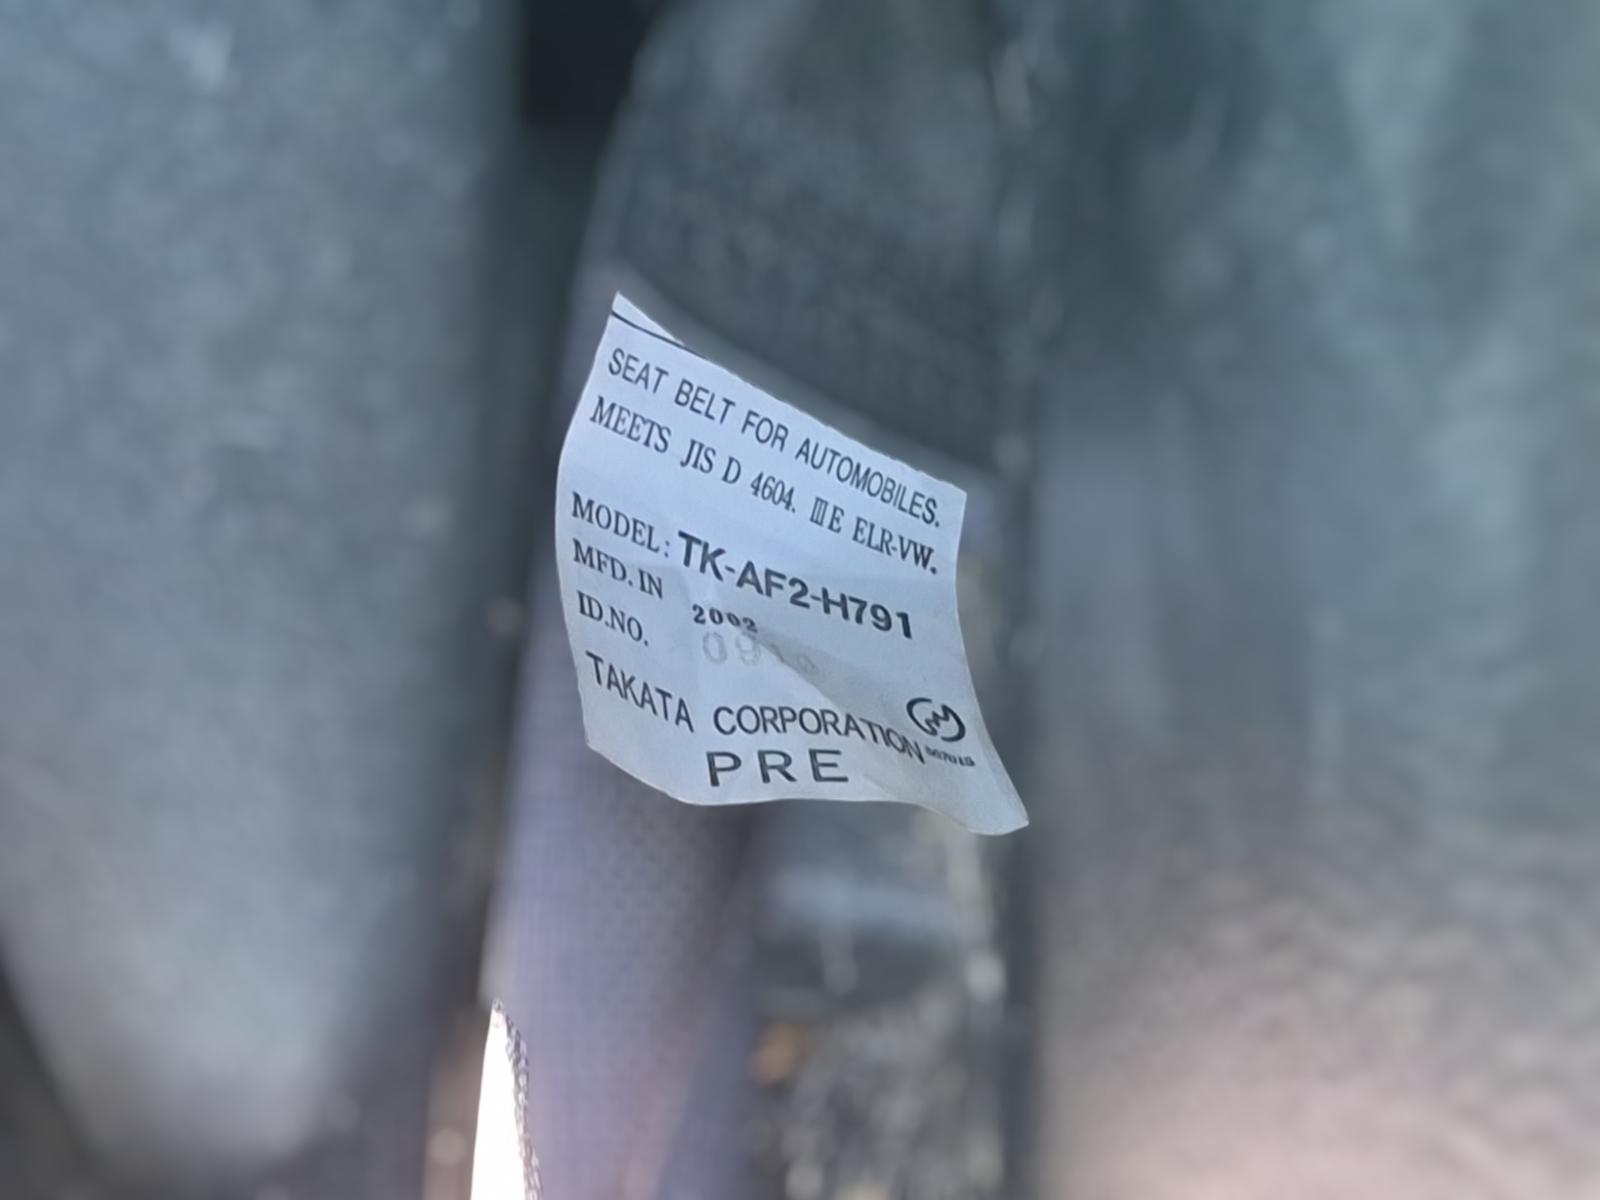 SEAT BELT FOR AUTOMOBILES.
MEETS JIS D 4604. ⅢE ELR-VW.
MODEL: TK-AF2-H791
MFD. IN 2002
ID.NO.
TAKATA CORPORATION
PRE